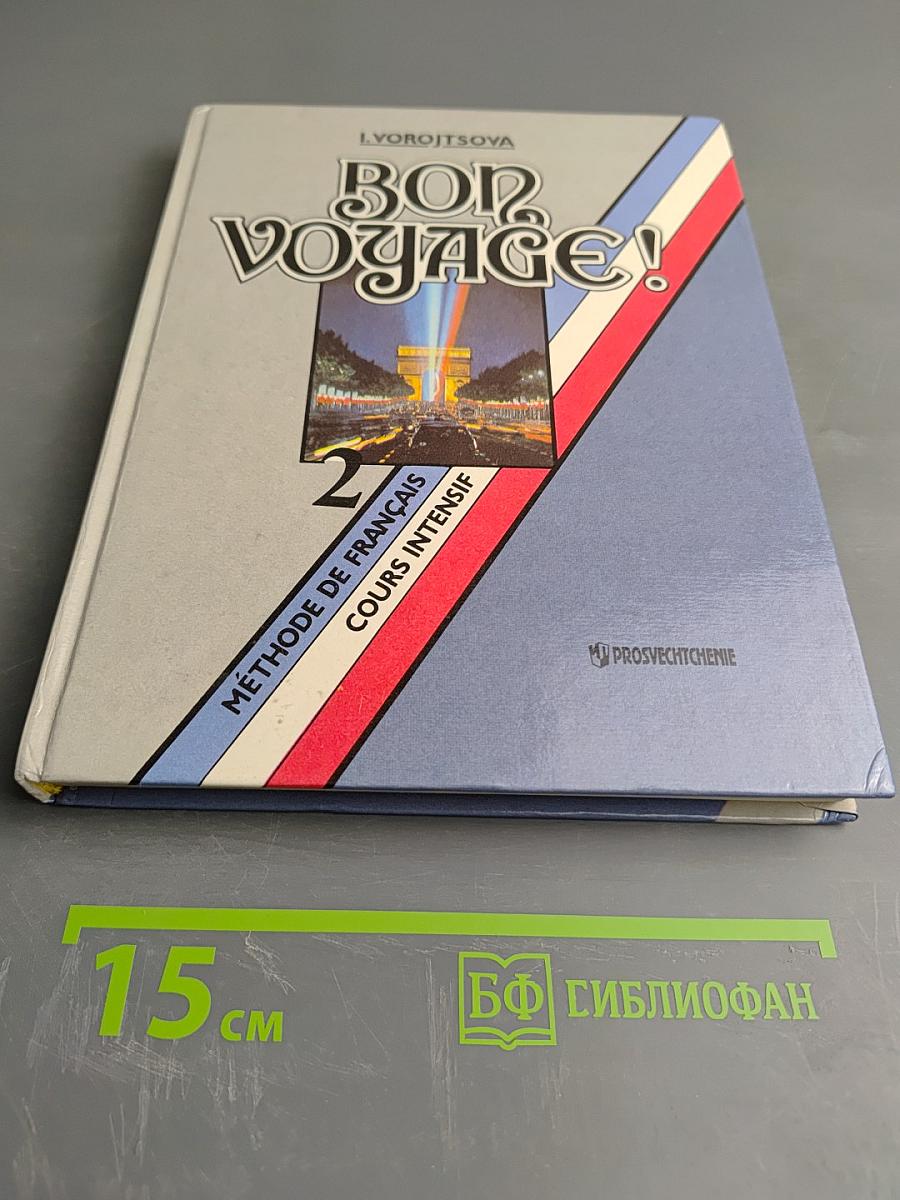 I.VOROJTSOVA
BON
VOYAGE!
2
MÉTHODE DE FRANÇAIS
COURS INTENSIF
PROSVECHTCHENIE
15 см
БФ БИБЛИОФАН